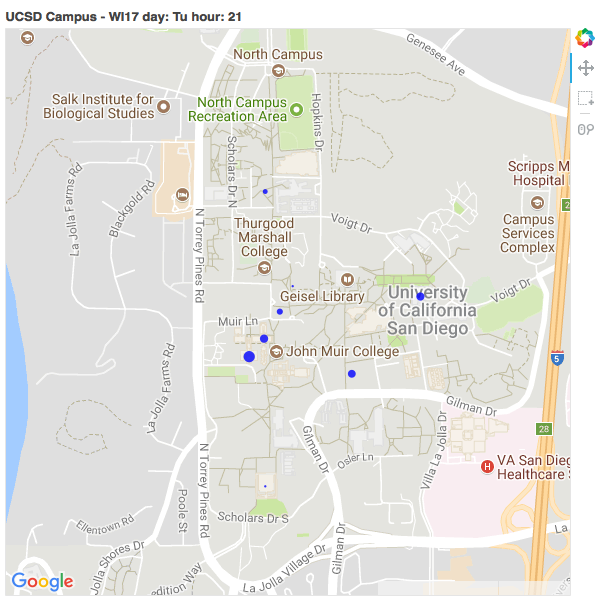 UCSD Campus - WI17 day: Tu hour: 21
North Campus
Genesee Ave
Salk Institute for
Biological Studies
North Campus
Recreation Area
Hopkins Dr
Scholars Dr N
Scripps M
Hospital
La Jolla Farms Rd
Blackgold Rd
2
Campus
Services
Complex
N Torrey Pines Rd
Voigt Dr
Thurgood
Marshall
College
Geisel Library
University
of California
San Diego
Voigt Dr
Muir Ln
John Muir College
5
La Jolla Farms Rd
Gilman Dr
Gilman Dr
Villa La Jolla Dr
28
Osler Ln
N Torrey Pines Rd
H
VA San Dieg
Healthcare
Poole St
Ellentown Rd
Scholars Dr S
Gilman Dr
La
La Jolla Shores Dr
La Jolla Village Dr
edition Way
Google